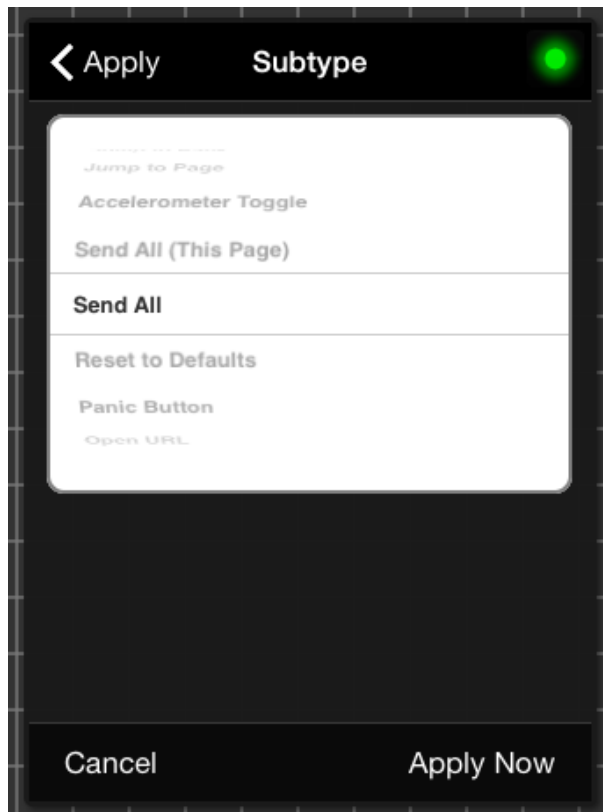 Apply
Subtype
Jump to Page
Accelerometer Toggle
Send All (This Page)
Send All
Reset to Defaults
Panic Button
Open URL
Cancel
Apply Now